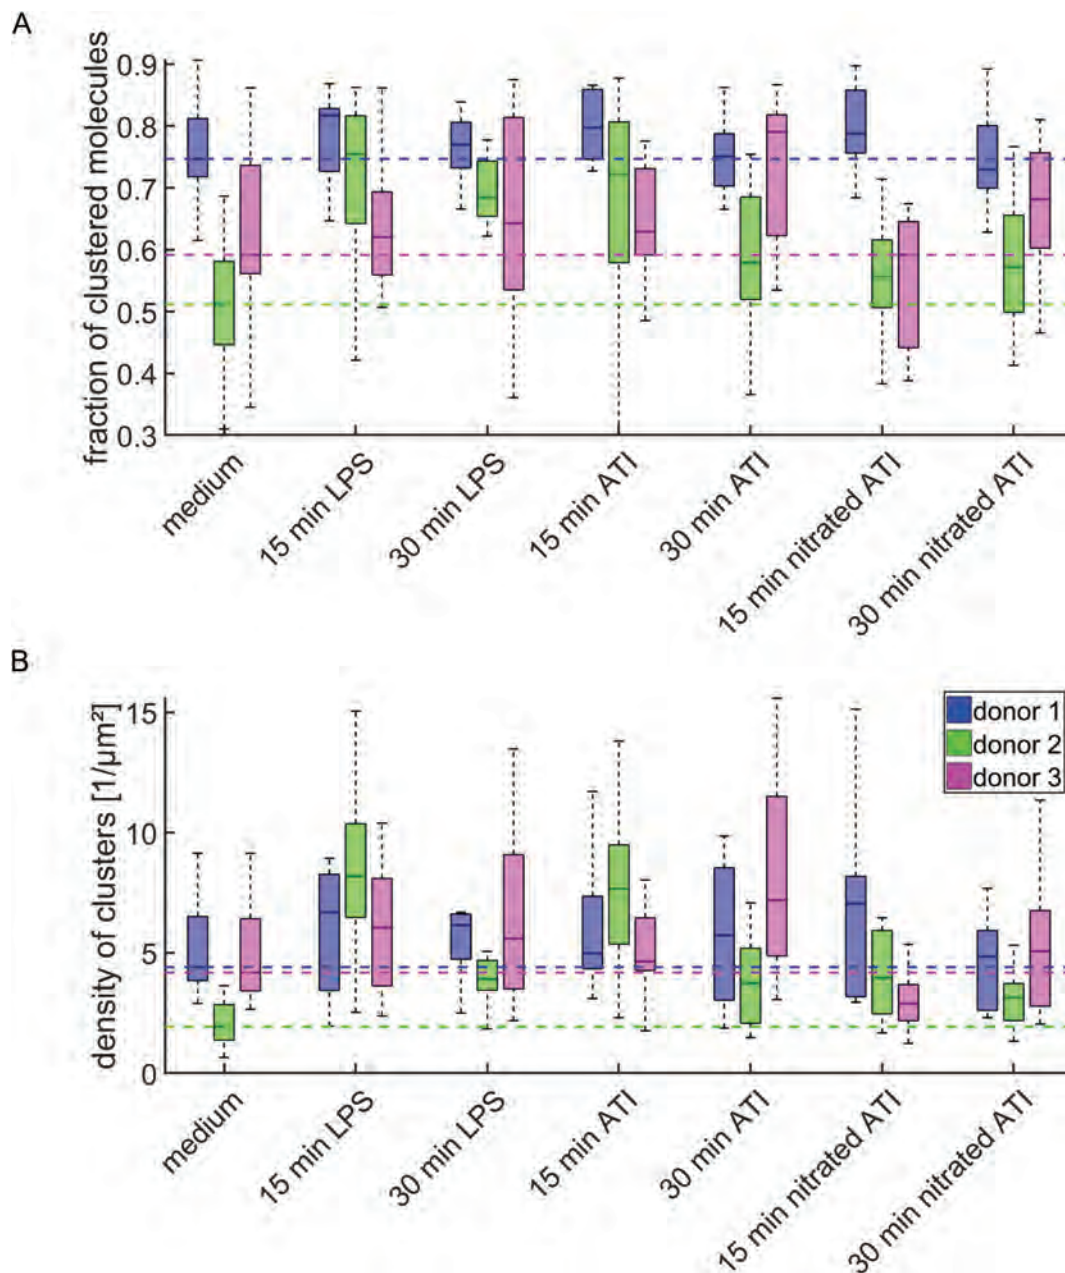 A
fraction of clustered molecules
0.9
0.8
0.7
0.6
0.5
0.4
0.3
medium
15 min LPS
30 min LPS
15 min ATI
30 min ATI
15 min nitrated ATI
30 min nitrated ATI
B
density of clusters [1/μm²]
15
10
5
0
donor 1
donor 2
donor 3
medium
15 min LPS
30 min LPS
15 min ATI
30 min ATI
15 min nitrated ATI
30 min nitrated ATI